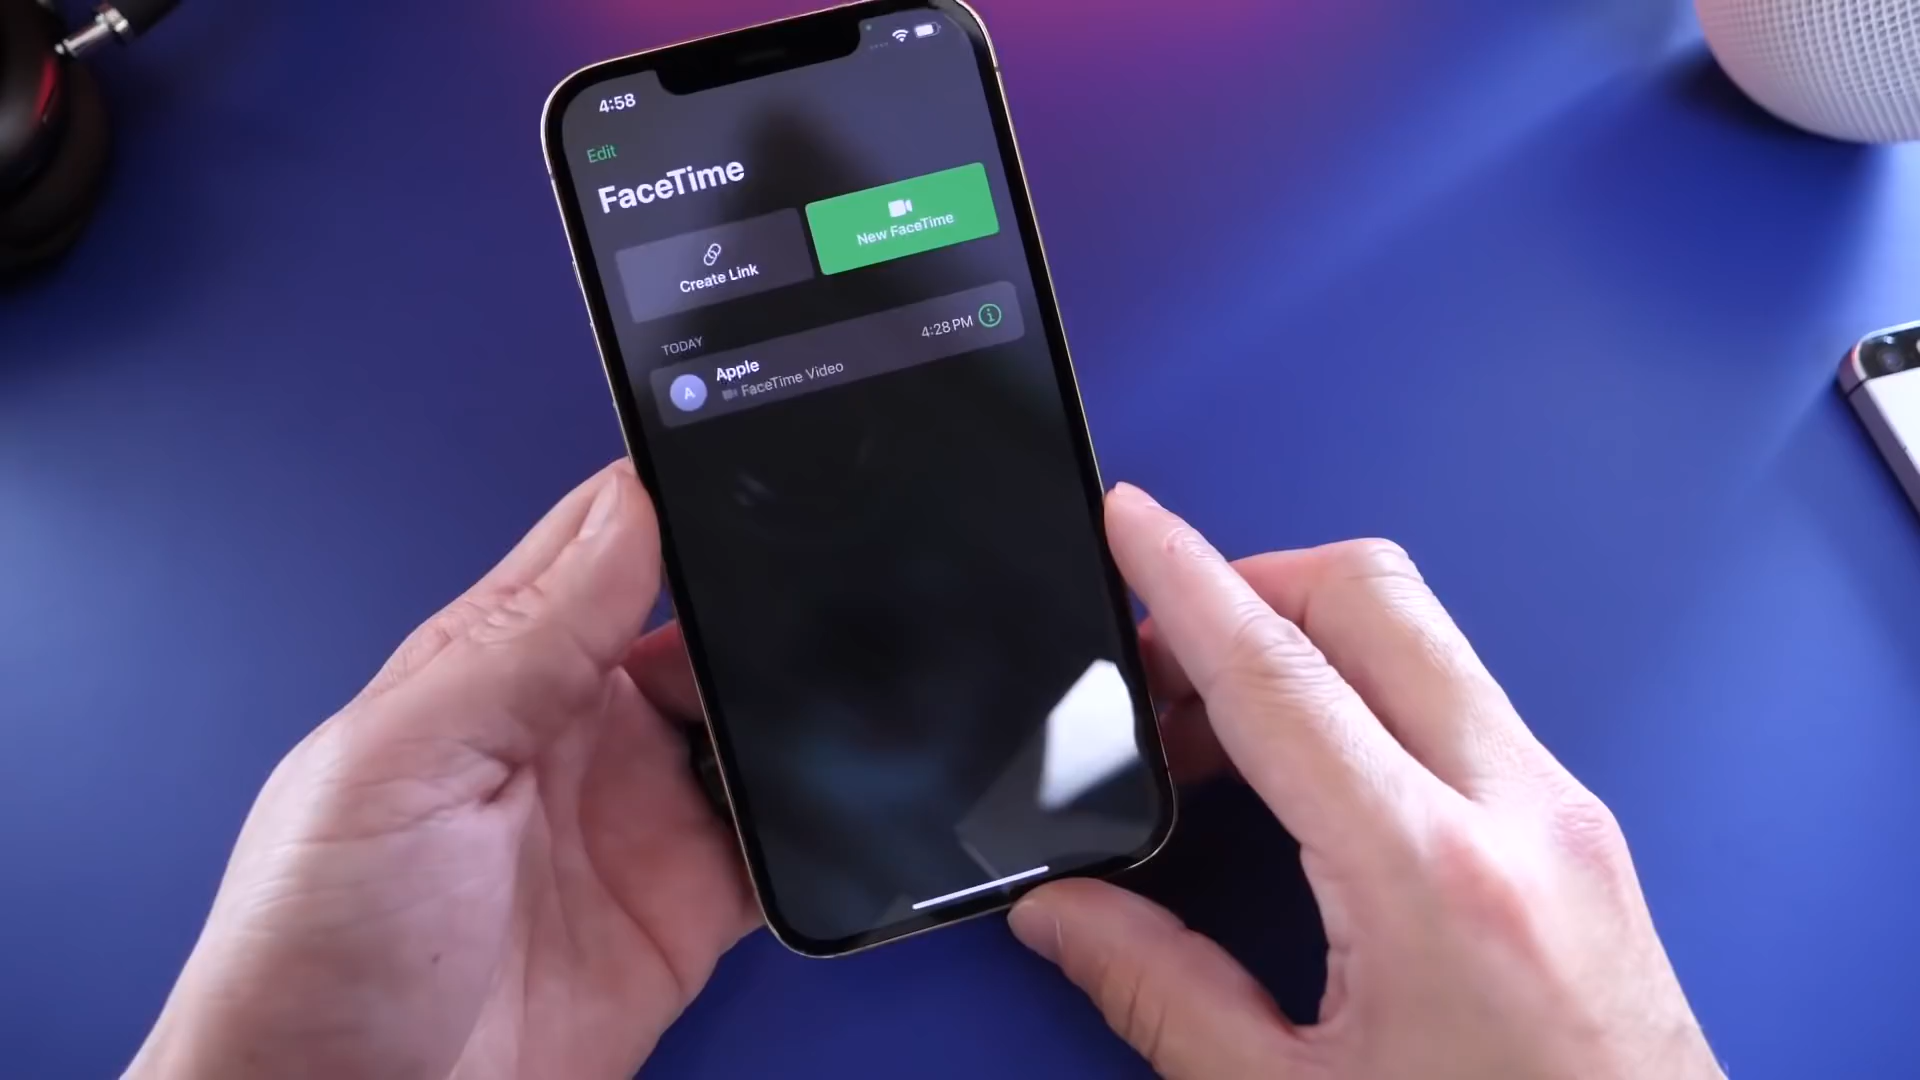 4:58
Edit
FaceTime
Create Link
New FaceTime
TODAY
A
Apple
FaceTime Video
4:28 PM